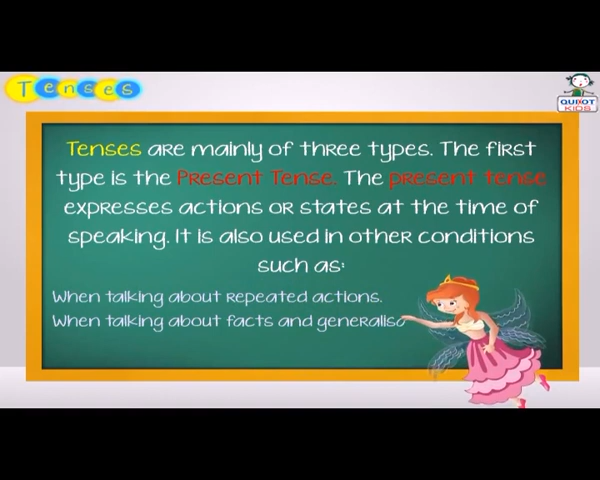 Tenses
QUIXOT
KIDS
Tenses are mainly of three types. The first
type is the Present Tense. The present tense
expresses actions or states at the time of
speaking. It is also used in other conditions
such as:
When talking about repeated actions.
When talking about facts and generalisa